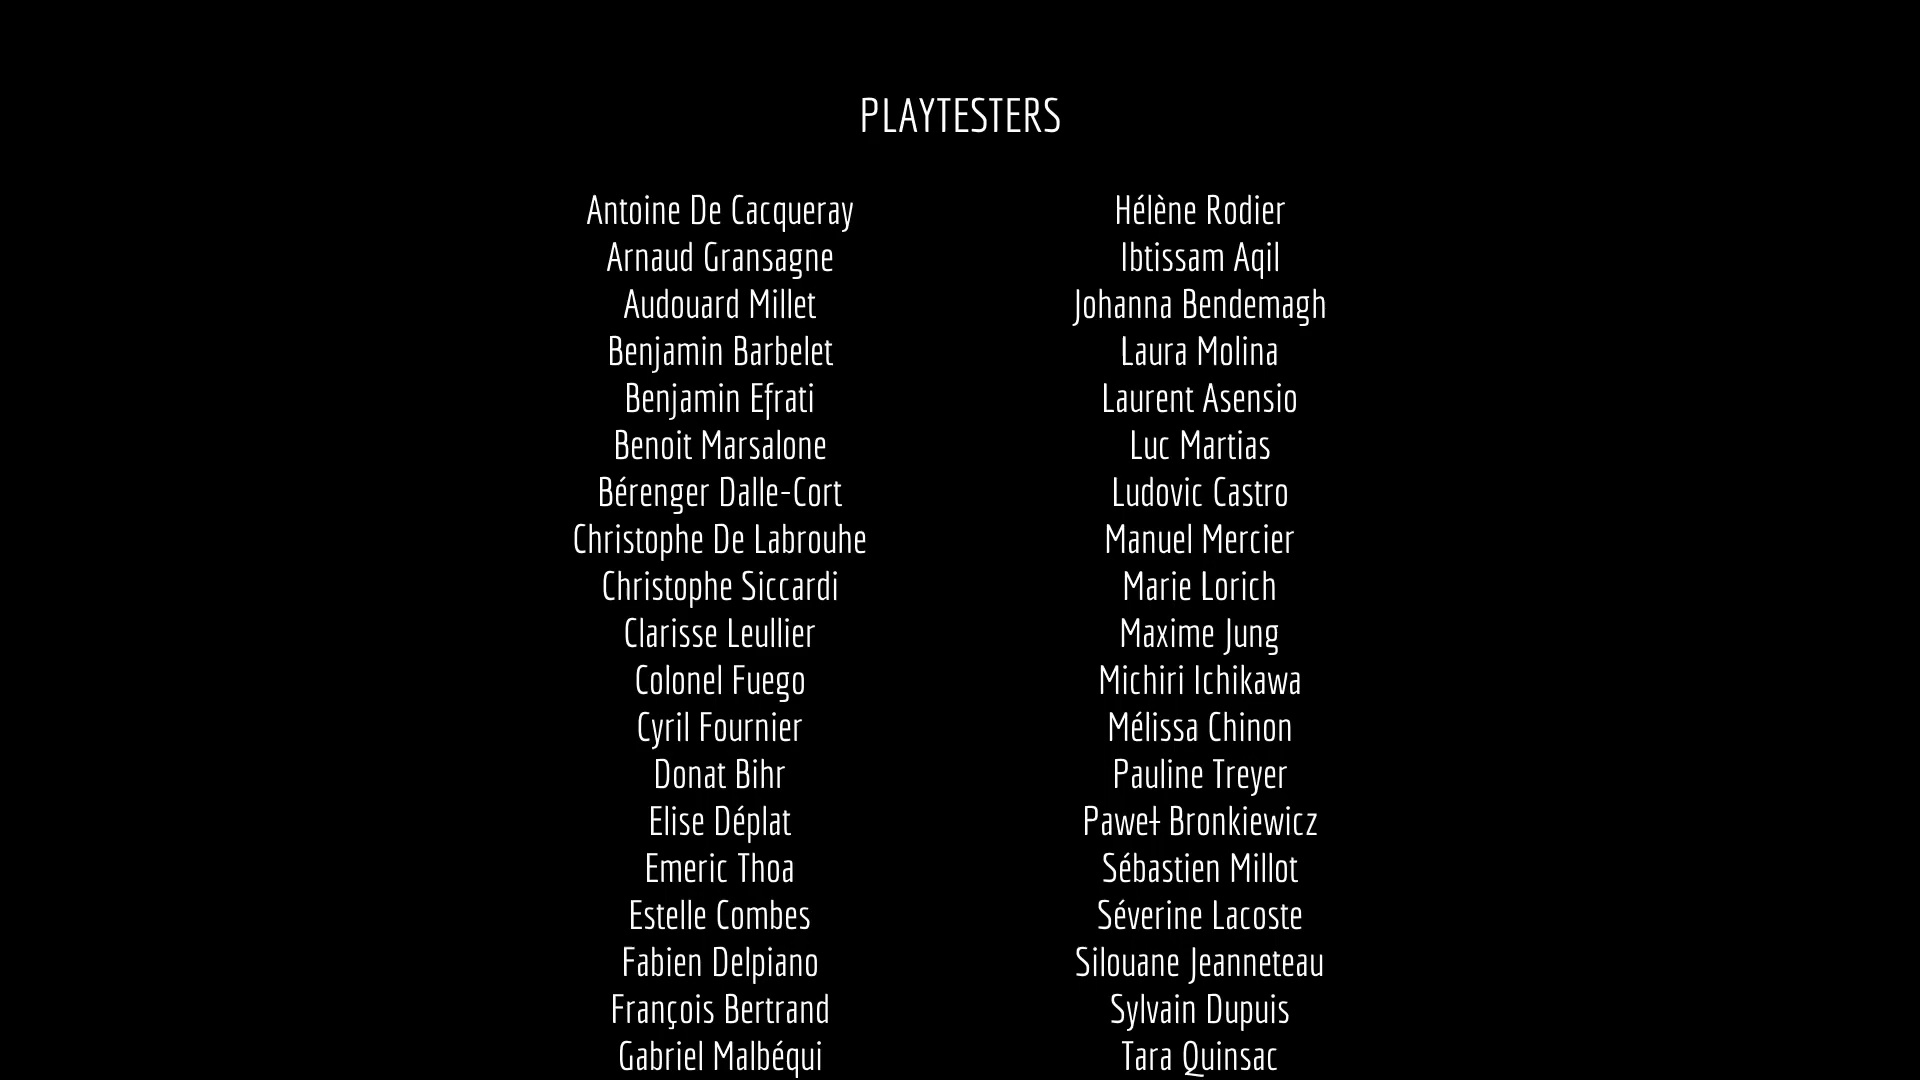 PLAYTESTERS
Antoine De Cacqueray
Arnaud Gransagne
Audouard Millet
Benjamin Barbelet
Benjamin Efrati
Benoit Marsalone
Bérenger Dalle-Cort
Christophe De Labrouhe
Christophe Siccardi
Clarisse Leullier
Colonel Fuego
Cyril Fournier
Donat Bihr
Elise Déplat
Emeric Thoa
Estelle Combes
Fabien Delpiano
François Bertrand
Gabriel Malbéqui
Hélène Rodier
Ibtissam Aqil
Johanna Bendemagh
Laura Molina
Laurent Asensio
Luc Martias
Ludovic Castro
Manuel Mercier
Marie Lorich
Maxime Jung
Michiri Ichikawa
Mélissa Chinon
Pauline Treyer
Paweł Bronkiewicz
Sébastien Millot
Séverine Lacoste
Silouane Jeanneteau
Sylvain Dupuis
Tara Quinsac